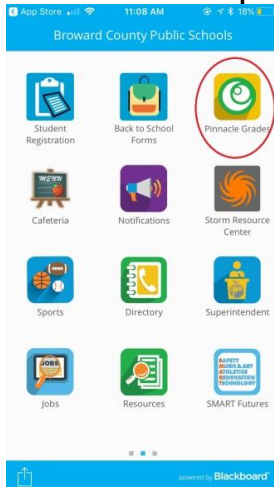 App Store 11:08 AM 18%
Broward County Public Schools
Student
Registration
Back to School
Forms
Pinnacle Grades
MENU
Cafeteria
Notifications
Storm Resource
Center
Sports
Directory
Superintendent
JOBS
Jobs
Resources
SAFETY
MUSIC & ART
ATHLETICS
RENOVATION
TECHNOLOGY
SMART Futures
powered by Blackboard